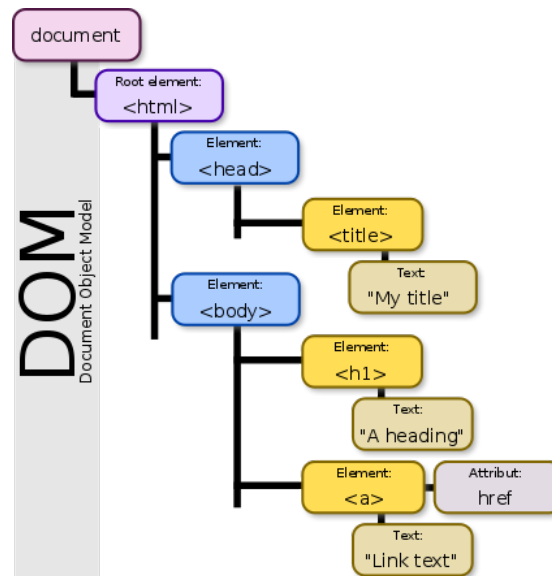 document
Root element:
<html>
Element:
<head>
Element:
<title>
Text
"My title"
Element:
<body>
Element:
<h1>
Text:
"A heading"
Element:
<a>
Attribut:
href
Text:
"Link text"
DOM
Document Object Model